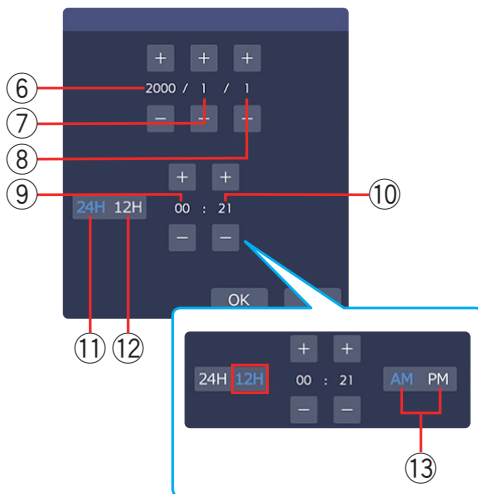 + + +
⑥ 2000 / 1 / 1
⑦ − − −
⑧
+ +
⑨ ⑩
24H 12H 00 : 21
− −
OK
⑪ ⑫
+ +
24H 12H 00 : 21 AM PM
− −
⑬